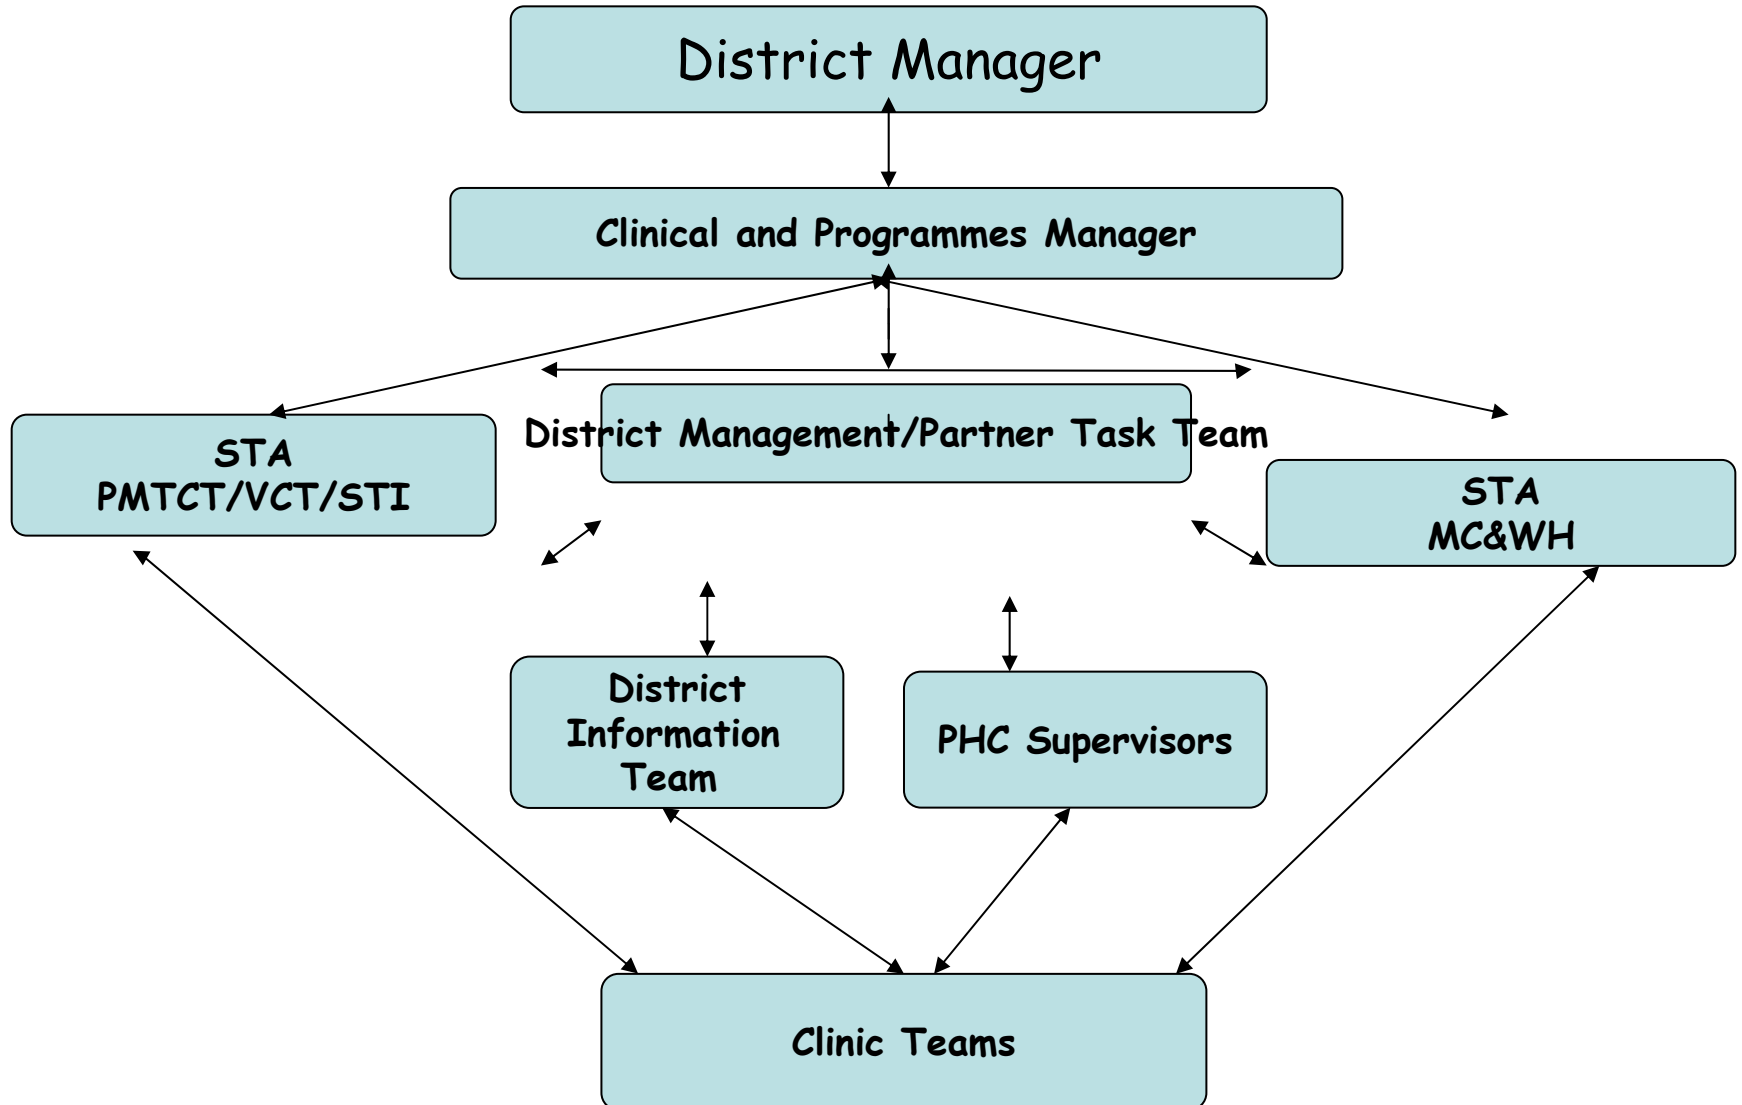 District Manager
Clinical and Programmes Manager
District Management/Partner Task Team
STA
PMTCT/VCT/STI
STA
MC&WH
District
Information
Team
PHC Supervisors
Clinic Teams